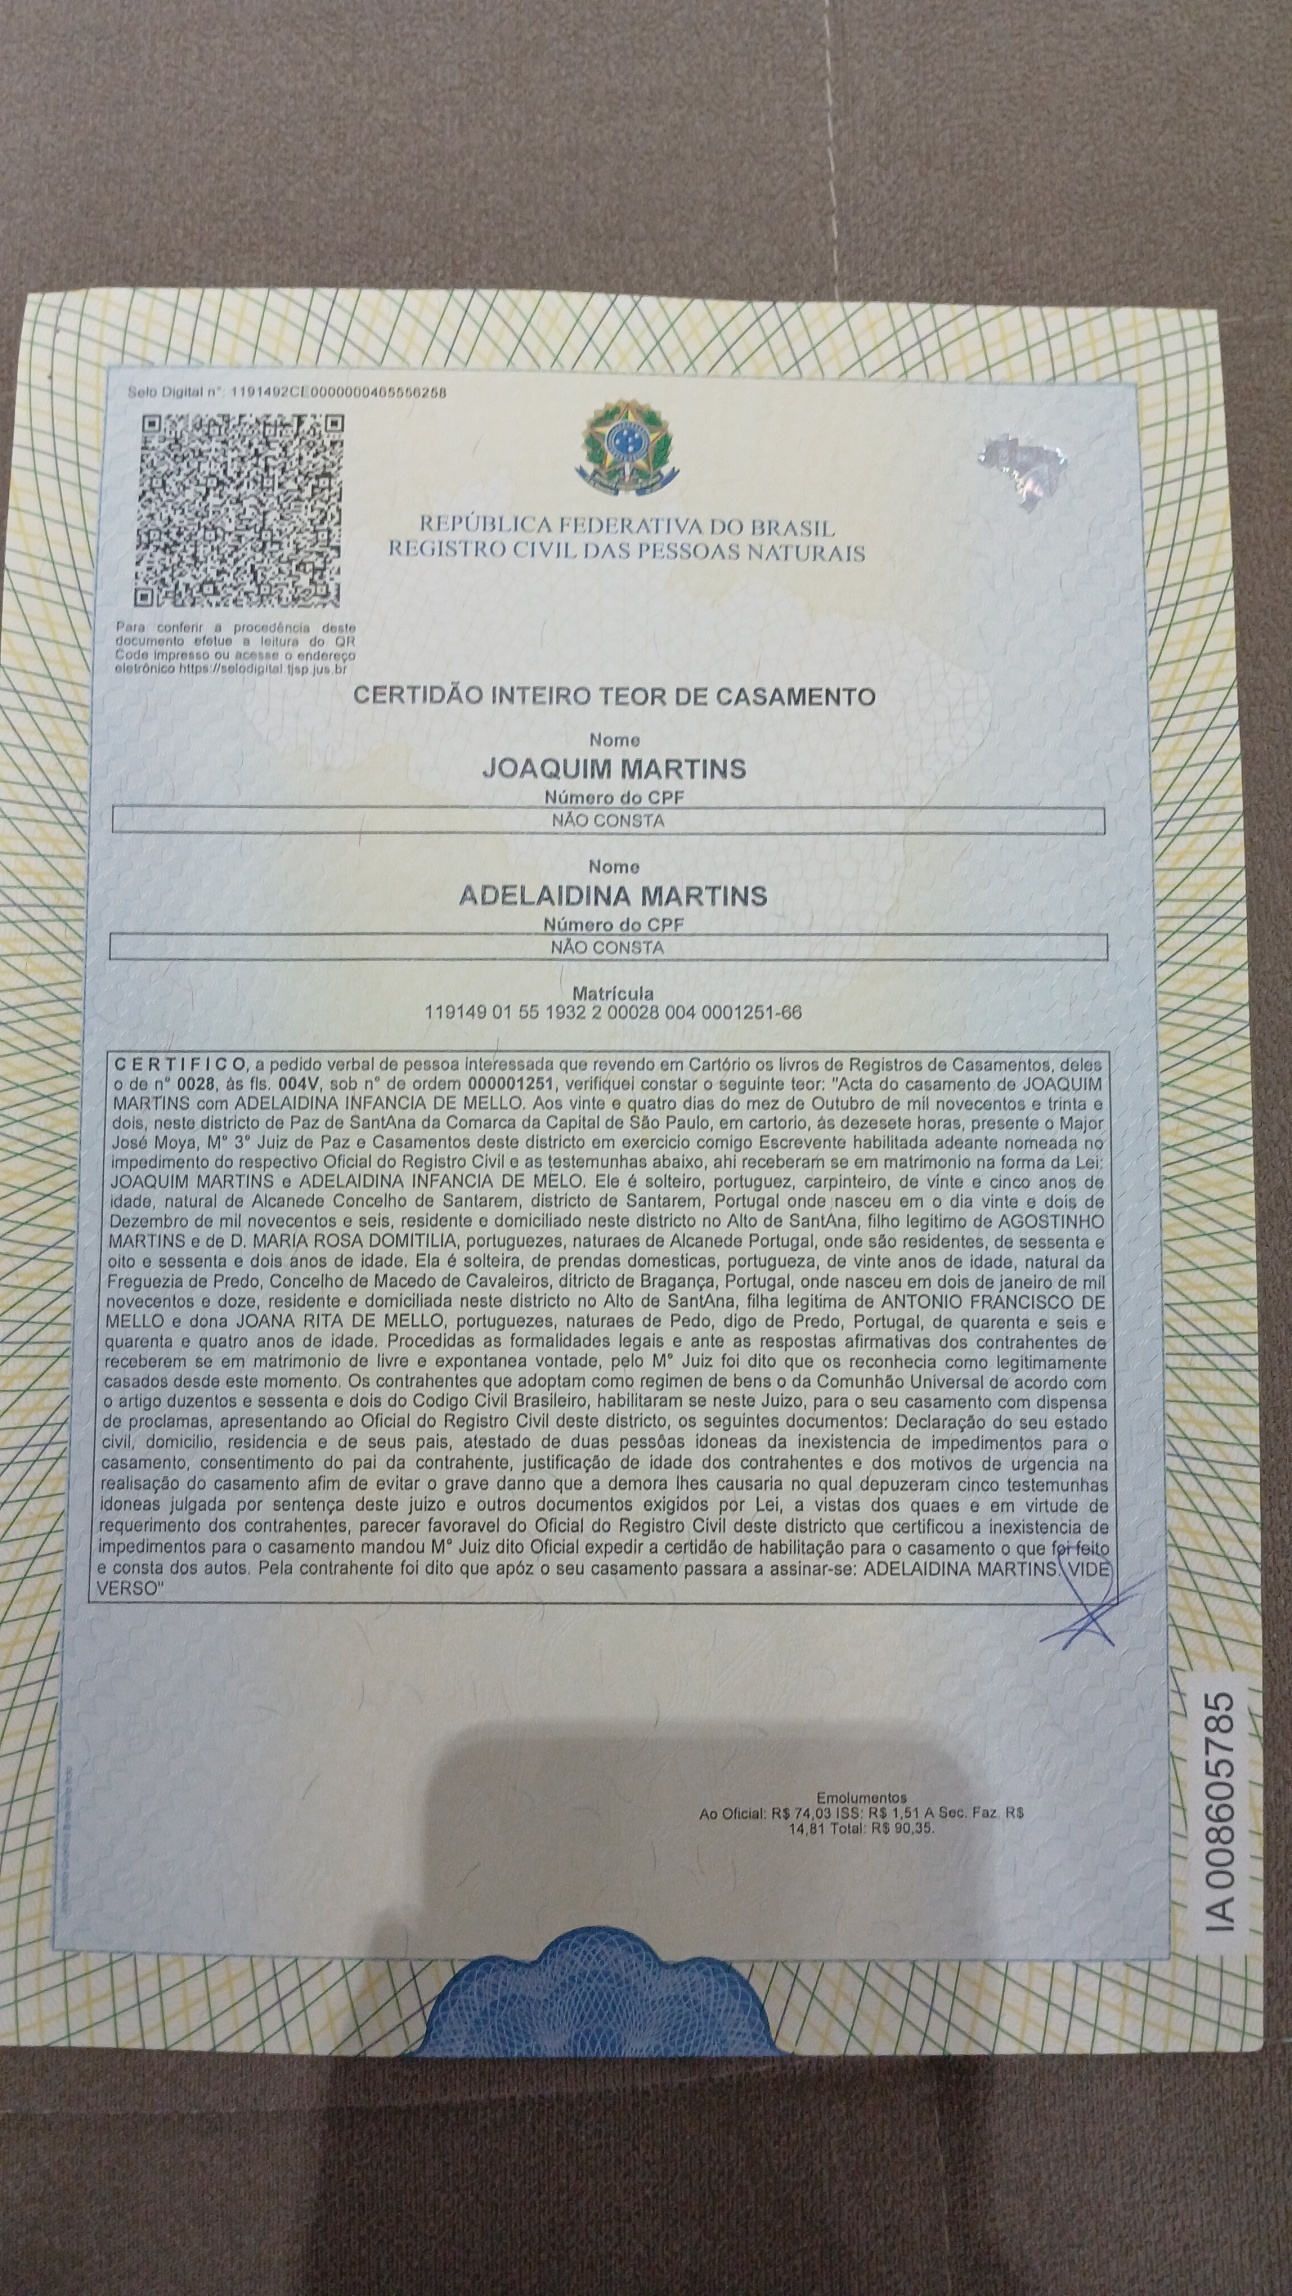 Selo Digital n°: 1191492CE0000000465556258
REPÚBLICA FEDERATIVA DO BRASIL
REGISTRO CIVIL DAS PESSOAS NATURAIS
Para conferir a procedência deste
documento efetue a leitura do QR
Code impresso ou acesse o endereço
eletrônico https://selodigital.tjsp.jus.br
CERTIDÃO INTEIRO TEOR DE CASAMENTO
Nome
JOAQUIM MARTINS
Número do CPF
NÃO CONSTA
Nome
ADELAIDINA MARTINS
Número do CPF
NÃO CONSTA
Matrícula
119149 01 55 1932 2 00028 004 0001251-66
CERTIFICO, a pedido verbal de pessoa interessada que revendo em Cartório os livros de Registros de Casamentos, deles
o de n° 0028, às fls. 004V, sob n° de ordem 000001251, verifiquei constar o seguinte teor: "Acta do casamento de JOAQUIM
MARTINS com ADELAIDINA INFANCIA DE MELLO. Aos vinte e quatro dias do mez de Outubro de mil novecentos e trinta e
dois, neste districto de Paz de SantAna da Comarca da Capital de São Paulo, em cartorio, ás dezesete horas, presente o Major
José Moya, M° 3° Juiz de Paz e Casamentos deste districto em exercicio comigo Escrevente habilitada adeante nomeada no
impedimento do respectivo Oficial do Registro Civil e as testemunhas abaixo, ahi receberam se em matrimonio na forma da Lei:
JOAQUIM MARTINS e ADELAIDINA INFANCIA DE MELO. Ele é solteiro, portuguez, carpinteiro, de vinte e cinco anos de
idade, natural de Alcanede Concelho de Santarem, districto de Santarem, Portugal onde nasceu em o dia vinte e dois de
Dezembro de mil novecentos e seis, residente e domiciliado neste districto no Alto de SantAna, filho legitimo de AGOSTINHO
MARTINS e de D. MARIA ROSA DOMITILIA, portuguezes, naturaes de Alcanede Portugal, onde são residentes, de sessenta e
oito e sessenta e dois anos de idade. Ela é solteira, de prendas domesticas, portugueza, de vinte anos de idade, natural da
Freguezia de Predo, Concelho de Macedo de Cavaleiros, ditricto de Bragança, Portugal, onde nasceu em dois de janeiro de mil
novecentos e doze, residente e domiciliada neste districto no Alto de SantAna, filha legitima de ANTONIO FRANCISCO DE
MELLO e dona JOANA RITA DE MELLO, portuguezes, naturaes de Pedo, digo de Predo, Portugal, de quarenta e seis e
quarenta e quatro anos de idade. Procedidas as formalidades legais e ante as respostas afirmativas dos contrahentes de
receberem se em matrimonio de livre e expontanea vontade, pelo M° Juiz foi dito que os reconhecia como legitimamente
casados desde este momento. Os contrahentes que adoptam como regimen de bens o da Comunhão Universal de acordo com
o artigo duzentos e sessenta e dois do Codigo Civil Brasileiro, habilitaram se neste Juizo, para o seu casamento com dispensa
de proclamas, apresentando ao Oficial do Registro Civil deste districto, os seguintes documentos: Declaração do seu estado
civil, domicilio, residencia e de seus pais, atestado de duas pessôas idoneas da inexistencia de impedimentos para o
casamento, consentimento do pai da contrahente, justificação de idade dos contrahentes e dos motivos de urgencia na
realisação do casamento afim de evitar o grave danno que a demora lhes causaria no qual depuzeram cinco testemunhas
idoneas julgada por sentença deste juizo e outros documentos exigidos por Lei, a vistas dos quaes e em virtude de
requerimento dos contrahentes, parecer favoravel do Oficial do Registro Civil deste districto que certificou a inexistencia de
impedimentos para o casamento mandou M° Juiz dito Oficial expedir a certidão de habilitação para o casamento o que foi feito
e consta dos autos. Pela contrahente foi dito que apóz o seu casamento passara a assinar-se: ADELAIDINA MARTINS. VIDE
VERSO"
Emolumentos
Ao Oficial: R$ 74,03 ISS: R$ 1,51 A Sec. Faz. R$
14,81 Total: R$ 90,35.
IA 008605785